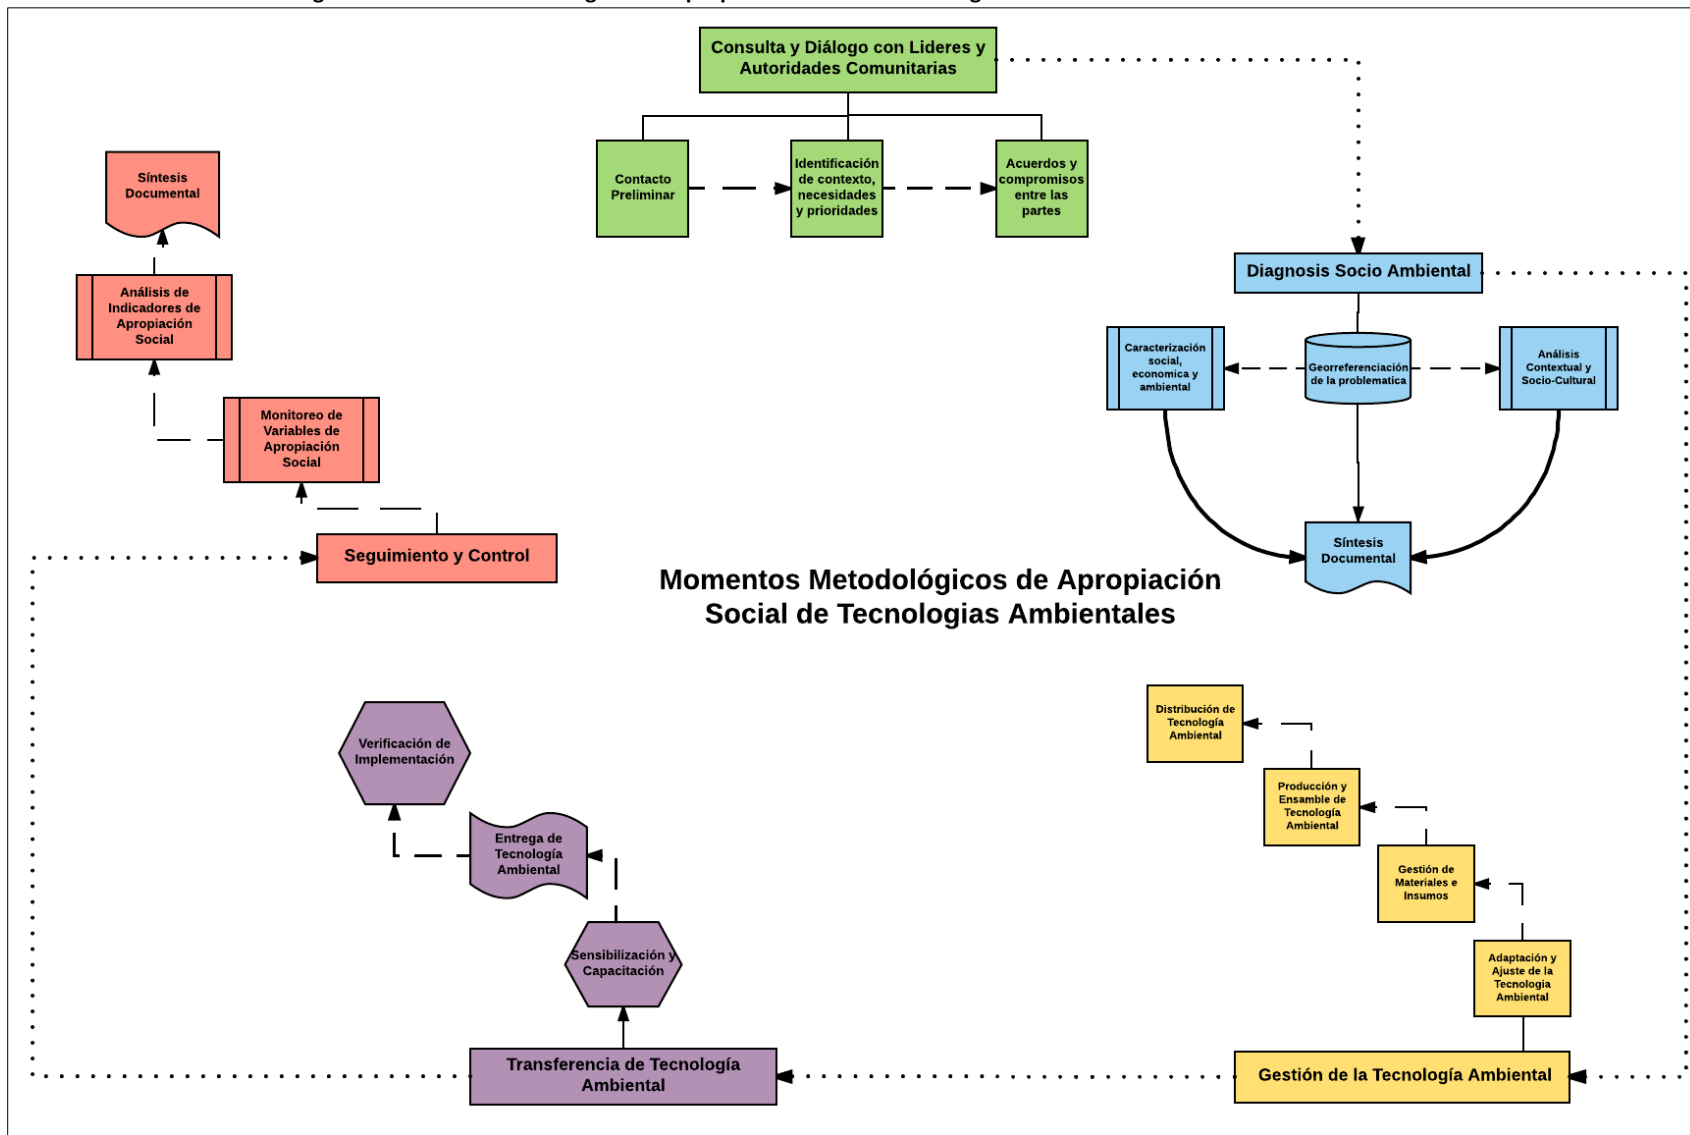 Consulta y Diálogo con Lideres y
Autoridades Comunitarias
Contacto
Preliminar
Identificación
de contexto,
necesidades
y prioridades
Acuerdos y
compromisos
entre las
partes
Diagnosis Socio Ambiental
Caracterización
social,
economica y
ambiental
Georreferenciación
de la problematica
Análisis
Contextual y
Socio-Cultural
Síntesis
Documental
Síntesis
Documental
Análisis de
Indicadores de
Apropiación
Social
Monitoreo de
Variables de
Apropiación
Social
Seguimiento y Control
Momentos Metodológicos de Apropiación
Social de Tecnologias Ambientales
Verificación de
Implementación
Entrega de
Tecnología
Ambiental
Sensibilización y
Capacitación
Transferencia de Tecnología
Ambiental
Distribución de
Tecnología
Ambiental
Producción y
Ensamble de
Tecnología
Ambiental
Gestión de
Materiales e
Insumos
Adaptación y
Ajuste de la
Tecnologia
Ambiental
Gestión de la Tecnología Ambiental